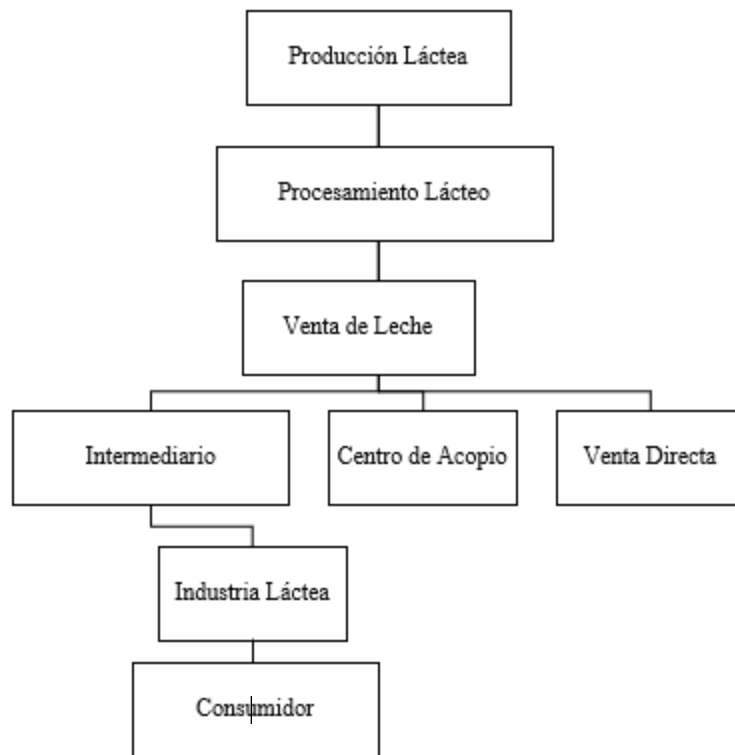 Producción Láctea
Procesamiento Lácteo
Venta de Leche
Intermediario
Centro de Acopio
Venta Directa
Industria Láctea
Consumidor